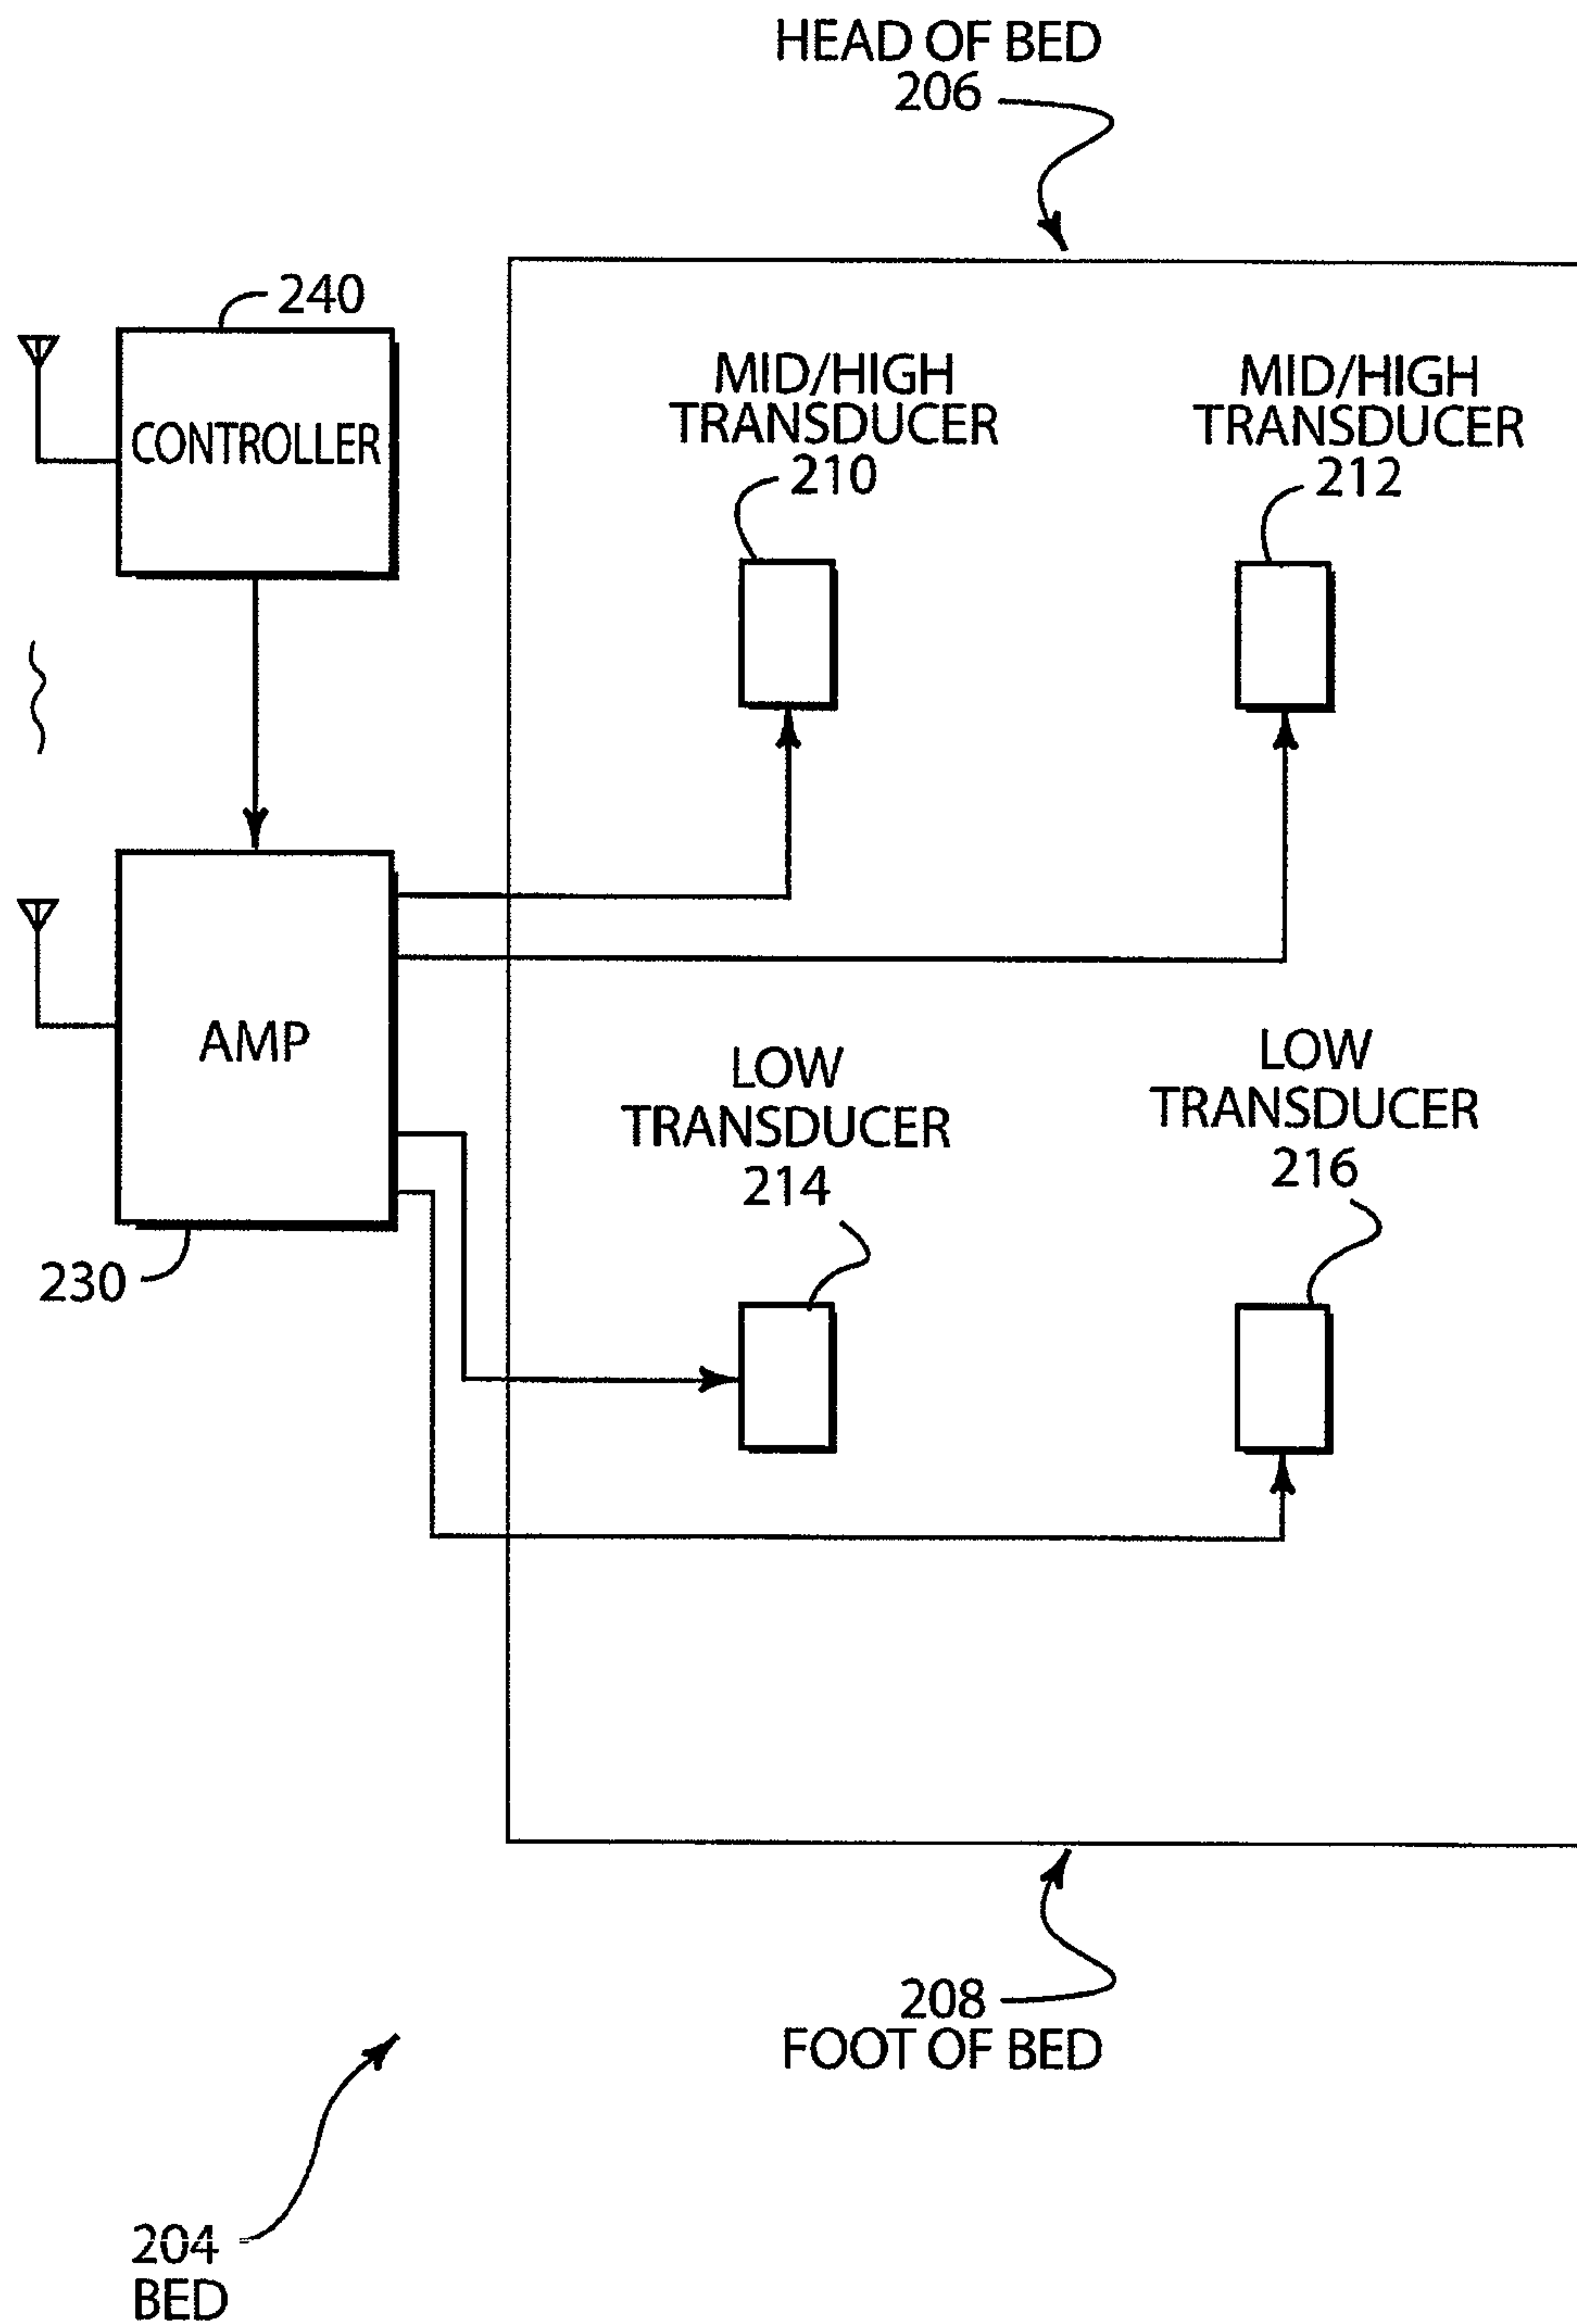 HEAD OF BED
206
240
CONTROLLER
MID/HIGH
TRANSDUCER
210
MID/HIGH
TRANSDUCER
212
AMP
230
LOW
TRANSDUCER
214
LOW
TRANSDUCER
216
208
FOOT OF BED
204
BED